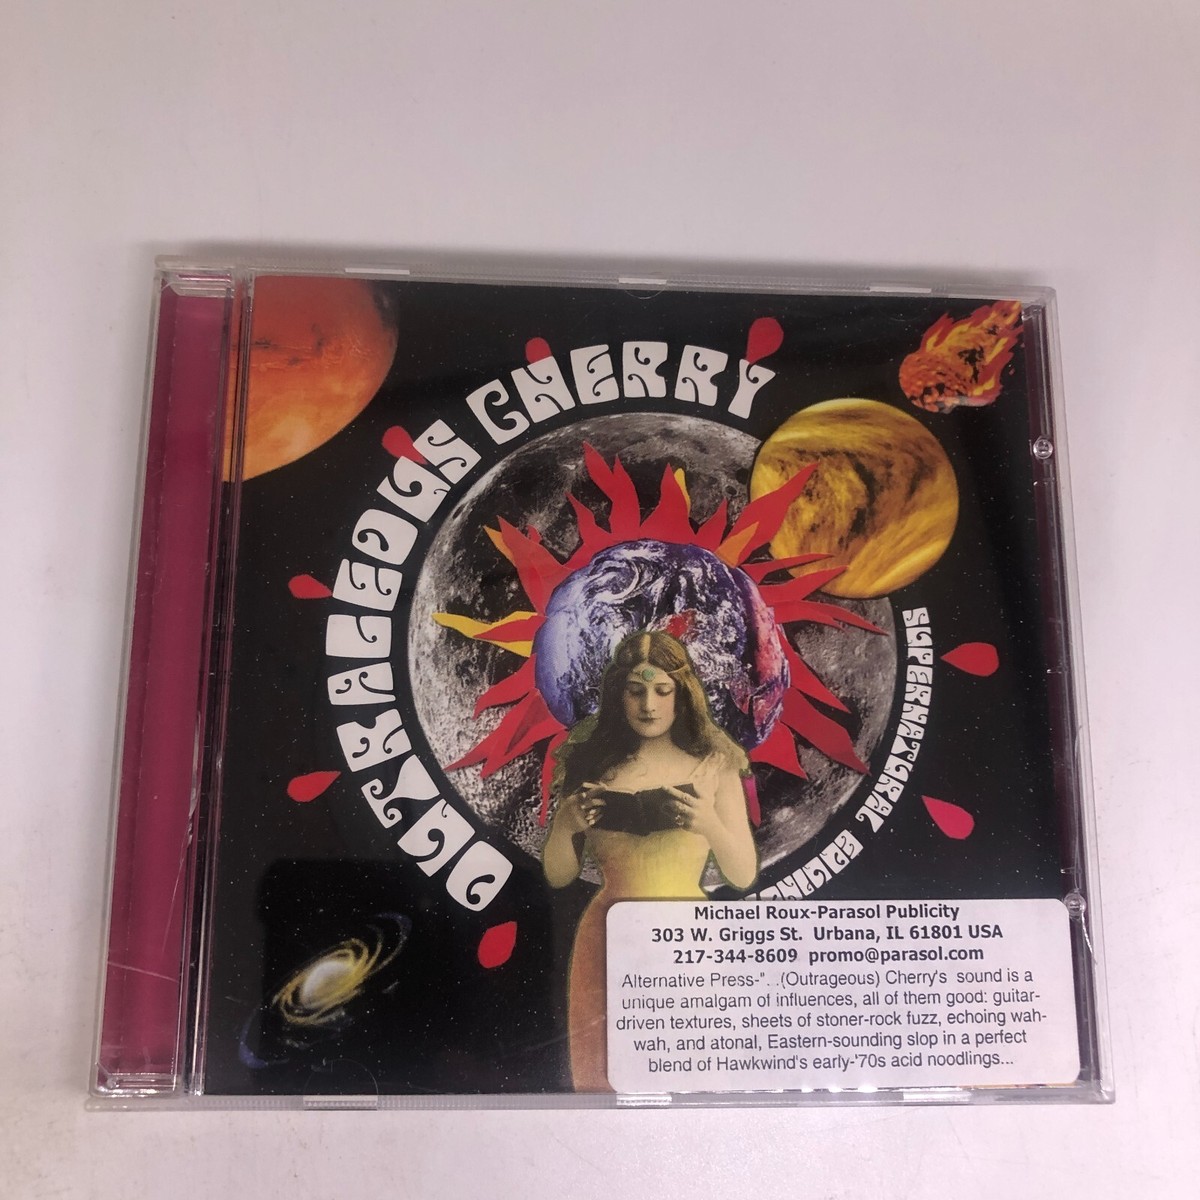 OUTRAGEOUS CHERRY
SUPERNATURAL
Michael Roux-Parasol Publicity
303 W. Griggs St. Urbana, IL 61801 USA
217-344-8609 promo@parasol.com
Alternative Press-"...(Outrageous) Cherry's sound is a
unique amalgam of influences, all of them good: guitar-
driven textures, sheets of stoner-rock fuzz, echoing wah-
wah, and atonal, Eastern-sounding slop in a perfect
blend of Hawkwind's early-'70s acid noodlings...